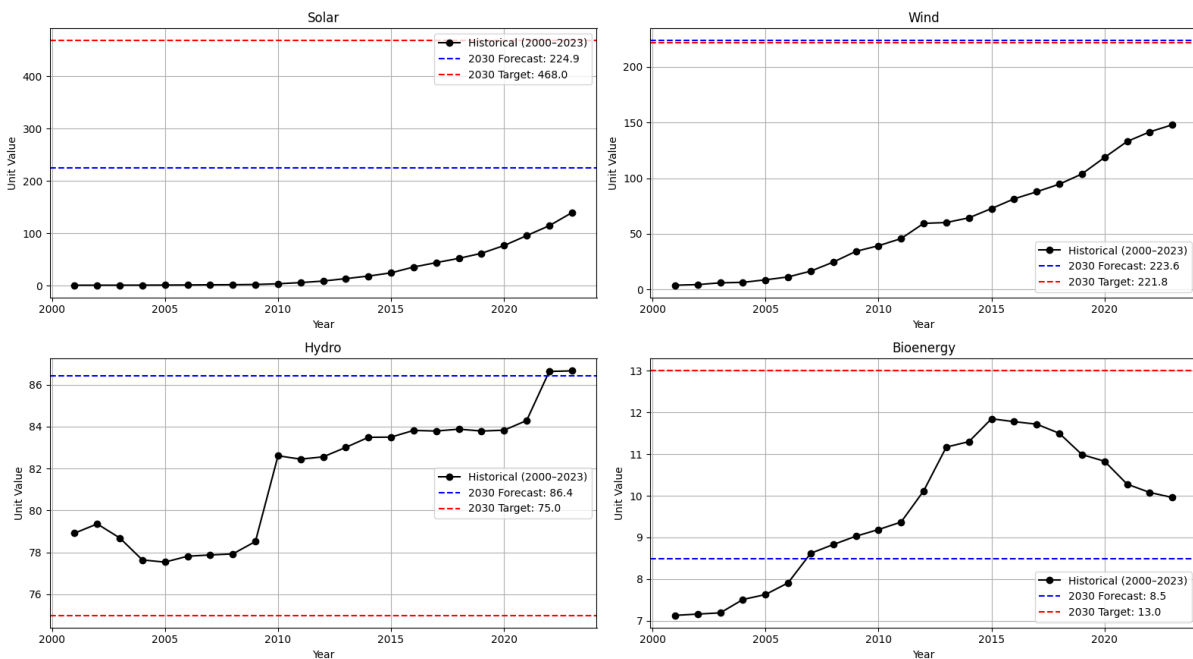 Solar
Unit Value
400
300
200
100
0
Historical (2000–2023)
2030 Forecast: 224.9
2030 Target: 468.0
2000
2005
2010
2015
2020
Year
Wind
Unit Value
200
150
100
50
0
Historical (2000–2023)
2030 Forecast: 223.6
2030 Target: 221.8
2000
2005
2010
2015
2020
Year
Hydro
Unit Value
86
84
82
80
78
76
Historical (2000–2023)
2030 Forecast: 86.4
2030 Target: 75.0
2000
2005
2010
2015
2020
Year
Bioenergy
Unit Value
13
12
11
10
9
8
7
Historical (2000–2023)
2030 Forecast: 8.5
2030 Target: 13.0
2000
2005
2010
2015
2020
Year